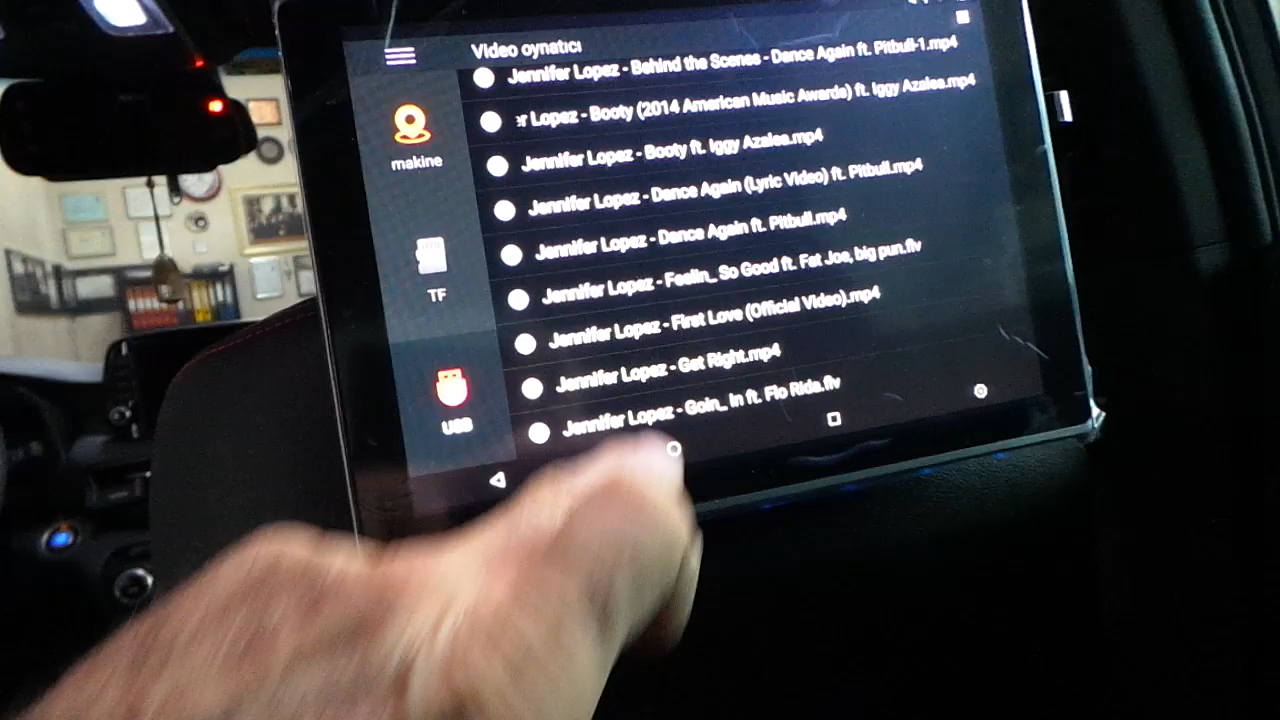 Video oynatıcı
Jennifer Lopez - Behind the Scenes - Dance Again ft. Pitbull-1.mp4
r Lopez - Booty (2014 American Music Awards) ft. Iggy Azalea.mp4
Jennifer Lopez - Booty ft. Iggy Azalea.mp4
Jennifer Lopez - Dance Again (Lyric Video) ft. Pitbull.mp4
Jennifer Lopez - Dance Again ft. Pitbull.mp4
Jennifer Lopez - Feelin_ So Good ft. Fat Joe, big pun.flv
Jennifer Lopez - First Love (Official Video).mp4
Jennifer Lopez - Get Right.mp4
Jennifer Lopez - Goin_ In ft. Flo Rida.flv
makine
TF
USB